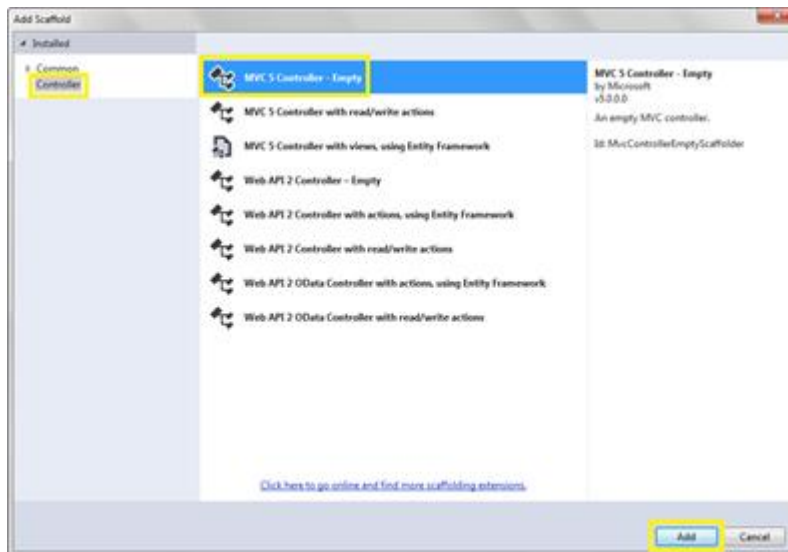 Add Scaffold
Installed
Common
Controller
MVC 5 Controller - Empty
MVC 5 Controller with read/write actions
MVC 5 Controller with views, using Entity Framework
Web API 2 Controller - Empty
Web API 2 Controller with actions, using Entity Framework
Web API 2 Controller with read/write actions
Web API 2 OData Controller with actions, using Entity Framework
Web API 2 OData Controller with read/write actions
Click here to go online and find more scaffolding extensions.
MVC 5 Controller - Empty
by Microsoft
v5.0.0.0
An empty MVC controller.
Id: MvcControllerEmptyScaffolder
Add
Cancel